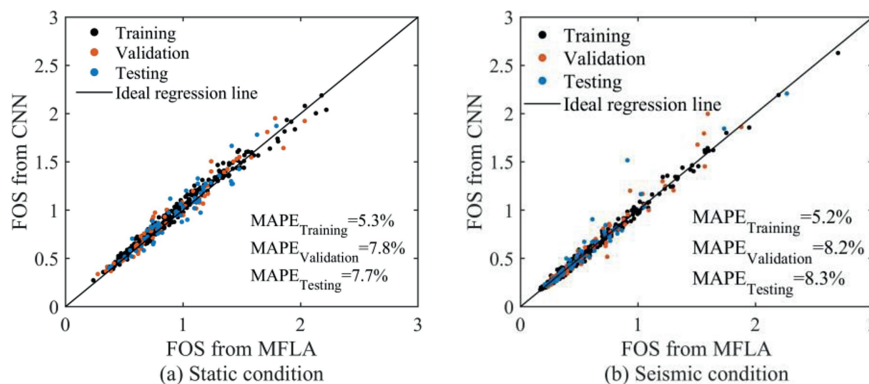 3
2.5
2
1.5
1
0.5
0
FOS from CNN
Training
Validation
Testing
Ideal regression line
MAPE_Training=5.3%
MAPE_Validation=7.8%
MAPE_Testing=7.7%
0 1 2 3
FOS from MFLA
(a) Static condition
3
2.5
2
1.5
1
0.5
0
FOS from CNN
Training
Validation
Testing
Ideal regression line
MAPE_Training=5.2%
MAPE_Validation=8.2%
MAPE_Testing=8.3%
0 1 2
FOS from MFLA
(b) Seismic condition